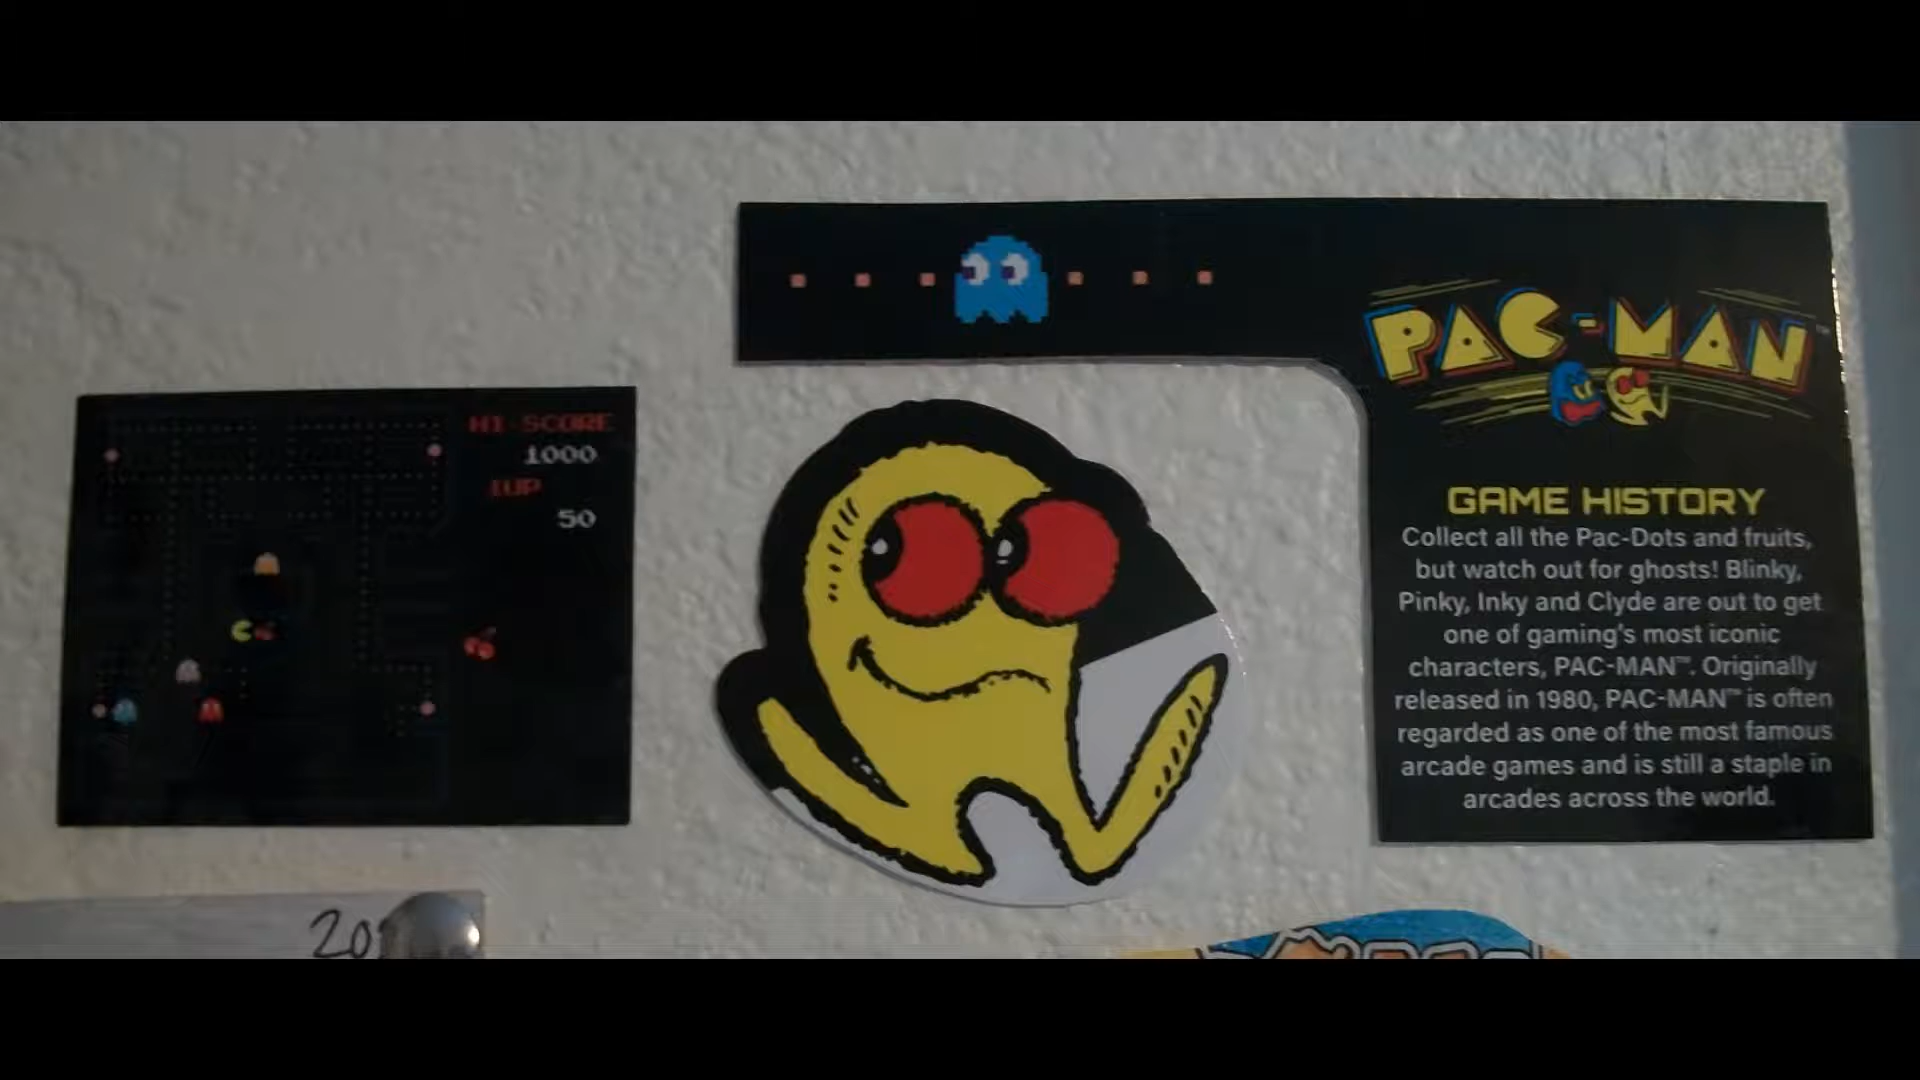 HI-SCORE
1000
1UP
50
PAC-MAN™
GAME HISTORY
Collect all the Pac-Dots and fruits,
but watch out for ghosts! Blinky,
Pinky, Inky and Clyde are out to get
one of gaming's most iconic
characters, PAC-MAN™. Originally
released in 1980, PAC-MAN™ is often
regarded as one of the most famous
arcade games and is still a staple in
arcades across the world.